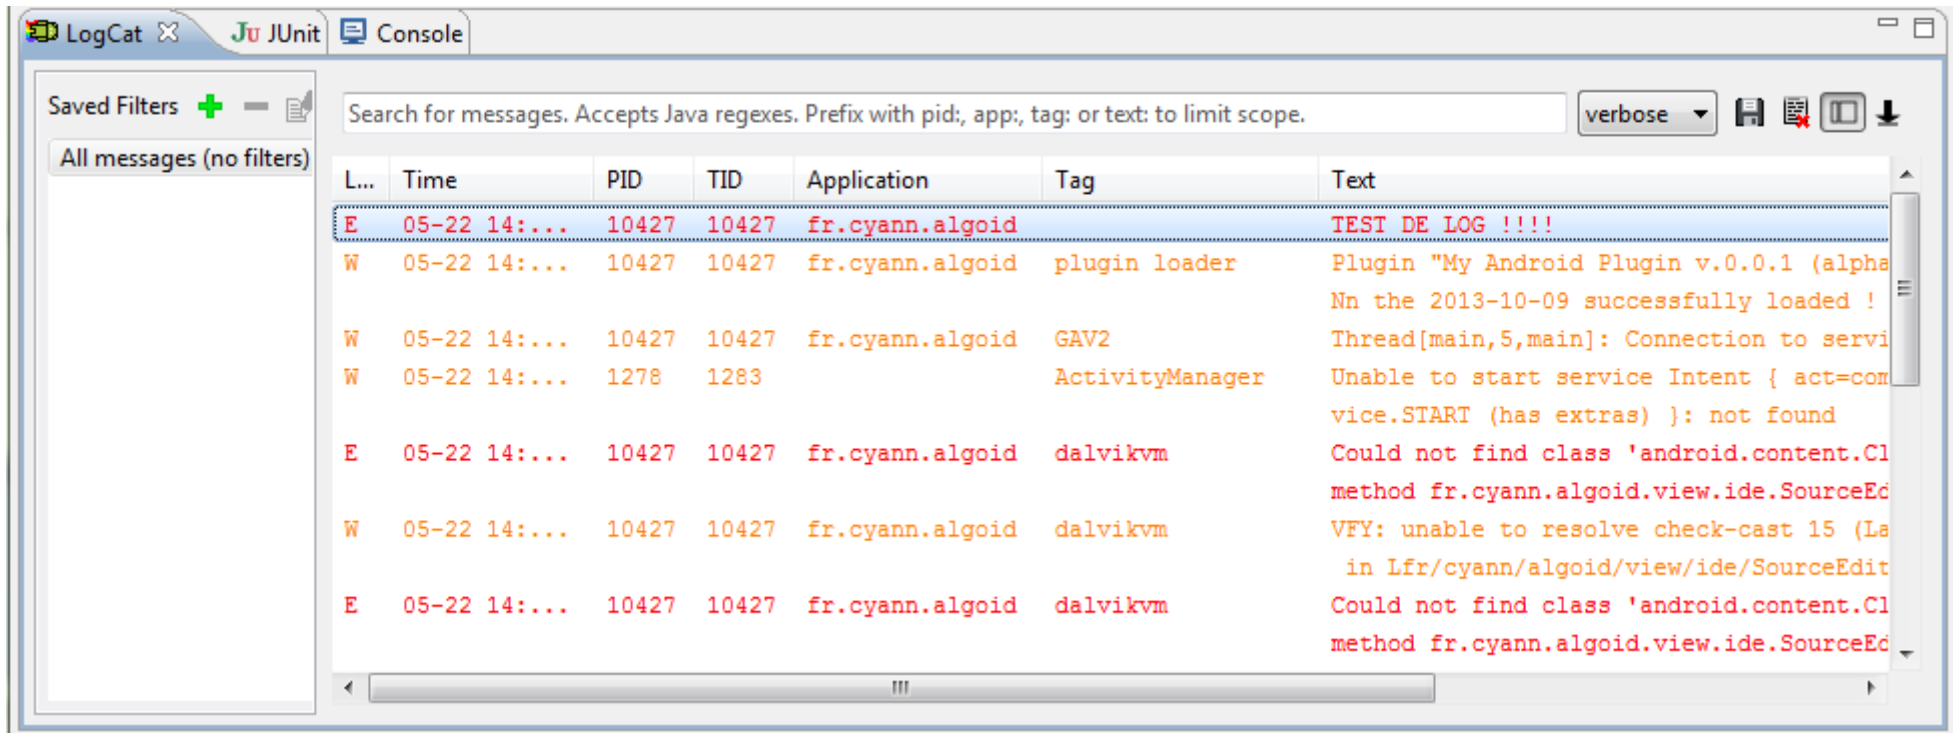 LogCat JUnit Console
Saved Filters
All messages (no filters)
Search for messages. Accepts Java regexes. Prefix with pid:, app:, tag: or text: to limit scope.
verbose
L... Time PID TID Application Tag Text
E 05-22 14:... 10427 10427 fr.cyann.algoid TEST DE LOG !!!!
W 05-22 14:... 10427 10427 fr.cyann.algoid plugin loader Plugin "My Android Plugin v.0.0.1 (alpha
Nn the 2013-10-09 successfully loaded !
W 05-22 14:... 10427 10427 fr.cyann.algoid GAV2 Thread[main,5,main]: Connection to servi
W 05-22 14:... 1278 1283 ActivityManager Unable to start service Intent { act=com
vice.START (has extras) }: not found
E 05-22 14:... 10427 10427 fr.cyann.algoid dalvikvm Could not find class 'android.content.Cl
method fr.cyann.algoid.view.ide.SourceEd
W 05-22 14:... 10427 10427 fr.cyann.algoid dalvikvm VFY: unable to resolve check-cast 15 (La
in Lfr/cyann/algoid/view/ide/SourceEdit
E 05-22 14:... 10427 10427 fr.cyann.algoid dalvikvm Could not find class 'android.content.Cl
method fr.cyann.algoid.view.ide.SourceEd